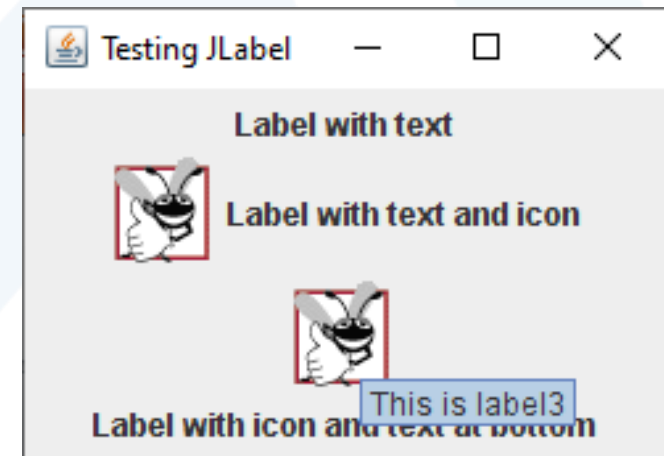 Testing JLabel
Label with text
Label with text and icon
This is label3
Label with icon and text at bottom